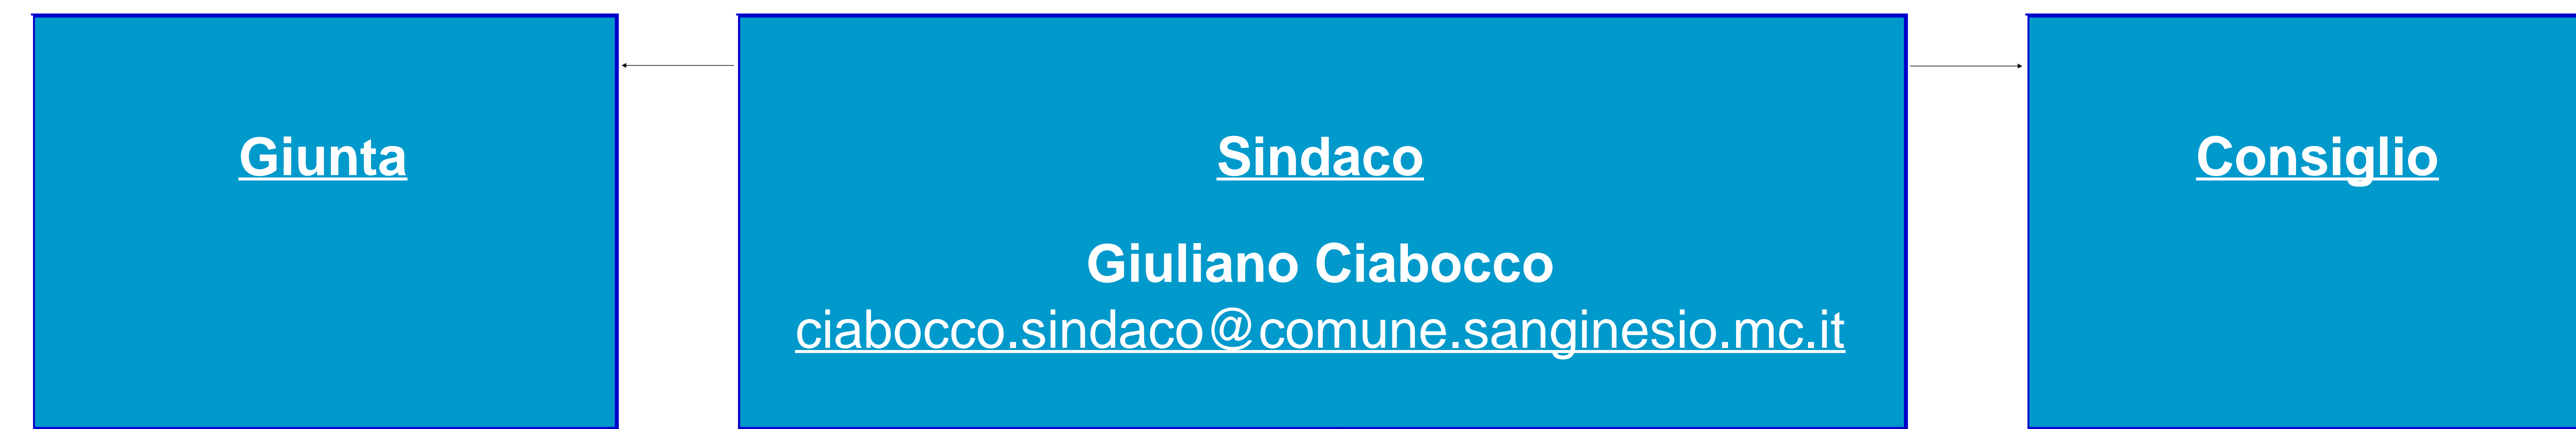 Giunta
Sindaco
Giuliano Ciabocco
ciabocco.sindaco@comune.sanginesio.mc.it
Consiglio